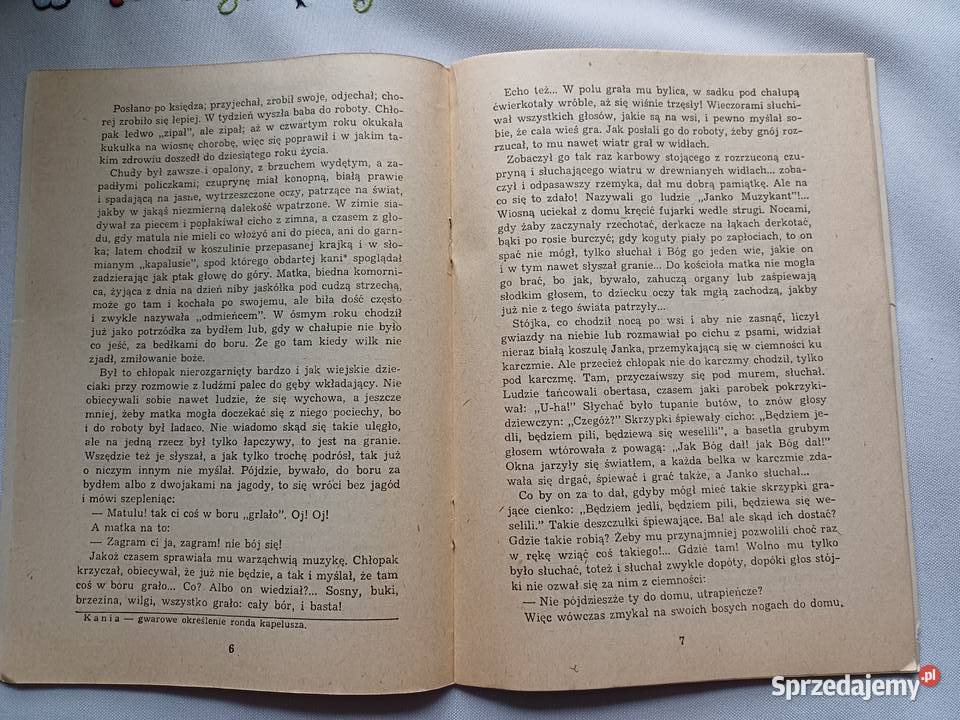 Posłano po księdza; przyjechał, zrobił swoje, odjechał; cho-
rej zrobiło się lepiej. W tydzień wyszła baba do roboty. Chło-
pak ledwo „zipał”, ale zipał; aż w czwartym roku okukała
kukułka na wiosnę chorobę, więc się poprawił i w jakim ta-
kim zdrowiu doszedł do dziesiątego roku życia.
Chudy był zawsze i opalony, z brzuchem wydętym, a za-
padłymi policzkami; czuprynę miał konopną, białą prawie
i spadającą na jasne, wytrzeszczone oczy, patrzące na świat,
jakby w jakąś niezmierną dalekość wpatrzone. W zimie sia-
dywał za piecem i popłakiwał cicho z zimna, a czasem z gło-
du, gdy matula nie mieli co włożyć ani do pieca, ani do garn-
ka; latem chodził w koszulinie przepasanej krajką i w sło-
mianym „kapalusie”, spod którego obdartej kani* spoglądał
zadzierając jak ptak głowę do góry. Matka, biedna komorni-
ca, żyjąca z dnia na dzień niby jaskółka pod cudzą strzechą,
może go tam i kochała po swojemu, ale biła dość często
i zwykle nazywała „odmieńcem”. W ósmym roku chodził
już jako potrzódka za bydłem lub, gdy w chałupie nie było
co jeść, za bedłkami do boru. Że go tam kiedy wilk nie
zjadł, zmiłowanie boże.
Był to chłopak nierozgarnięty bardzo i jak wiejskie dzie-
ciaki przy rozmowie z ludźmi palec do gęby wkładający. Nie
obiecywali sobie nawet ludzie, że się wychowa, a jeszcze
mniej, żeby matka mogła doczekać się z niego pociechy, bo
i do roboty był ladaco. Nie wiadomo skąd się takie ulęgło,
ale na jedną rzecz był tylko łapczywy, to jest na granie.
Wszędzie też je słyszał, a jak tylko trochę podrósł, tak już
o niczym innym nie myślał. Pójdzie, bywało, do boru za
bydłem albo z dwojakami na jagody, to się wróci bez jagód
i mówi szepleniąc:
— Matulu! tak ci coś w boru „grlało”. Oj! Oj!
A matka na to:
— Zagram ci ja, zagram! nie bój się!
Jakoż czasem sprawiała mu warząchwią muzykę. Chłopak
krzyczał, obiecywał, że już nie będzie, a tak i myślał, że tam
coś w boru grało... Co? Albo on wiedział?... Sosny, buki,
brzezina, wilgi, wszystko grało: cały bór, i basta!
Kania — gwarowe określenie ronda kapelusza.
6
Echo też... W polu grała mu bylica, w sadku pod chałupą
ćwierkotały wróble, aż się wiśnie trzęsły! Wieczorami słuchi-
wał wszystkich głosów, jakie są na wsi, i pewno myślał so-
bie, że cała wieś gra. Jak posłali go do roboty, żeby gnój roz-
rzucał, to mu nawet wiatr grał w widłach.
Zobaczył go tak raz karbowy stojącego z rozrzuconą czu-
pryną i słuchającego wiatru w drewnianych widłach... zoba-
czył i odpasawszy rzemyka, dał mu dobrą pamiątkę. Ale na
co się to zdało! Nazywali go ludzie „Janko Muzykant”!...
Wiosną uciekał z domu kręcić fujarki wedle strugi. Nocami,
gdy żaby zaczynały rzechotać, derkacze na łąkach derkotać,
bąki po rosie burczyć; gdy koguty piały po zapłociach, to on
spać nie mógł, tylko słuchał i Bóg go jeden wie, jakie on
i w tym nawet słyszał granie... Do kościoła matka nie mogła
go brać, bo jak, bywało, zahuczą organy lub zaśpiewają
słodkim głosem, to dziecku oczy tak mgłą zachodzą, jakby
już nie z tego świata patrzyły...
Stójka, co chodził nocą po wsi i aby nie zasnąć, liczył
gwiazdy na niebie lub rozmawiał po cichu z psami, widział
nieraz białą koszulę Janka, przemykającą się w ciemności ku
karczmie. Ale przecież chłopak nie do karczmy chodził, tylko
pod karczmę. Tam, przyczaiwszy się pod murem, słuchał.
Ludzie tańcowali obertasa, czasem jaki parobek pokrzyki-
wał: „U-ha!” Słychać było tupanie butów, to znów głosy
dziewczyn: „Czegóż?” Skrzypki śpiewały cicho: „Będziem je-
dli, będziem pili, będziewa się weselili”, a basetla grubym
głosem wtórowała z powagą: „Jak Bóg dał! jak Bóg dał!”
Okna jarzyły się światłem, a każda belka w karczmie zda-
wała się drgać, śpiewać i grać także, a Janko słuchał...
Co by on za to dał, gdyby mógł mieć takie skrzypki gra-
jące cienko: „Będziem jedli, będziem pili, będziewa się we-
selili.” Takie deszczułki śpiewające. Ba! ale skąd ich dostać?
Gdzie takie robią? Żeby mu przynajmniej pozwolili choć raz
w rękę wziąć coś takiego!... Gdzie tam! Wolno mu tylko
było słuchać, toteż i słuchał zwykle dopóty, dopóki głos stój-
ki nie ozwał się za nim z ciemności:
— Nie pójdzieszże ty do domu, utrapieńcze?
Więc wówczas zmykał na swoich bosych nogach do domu,
7
Sprzedajemy.pl